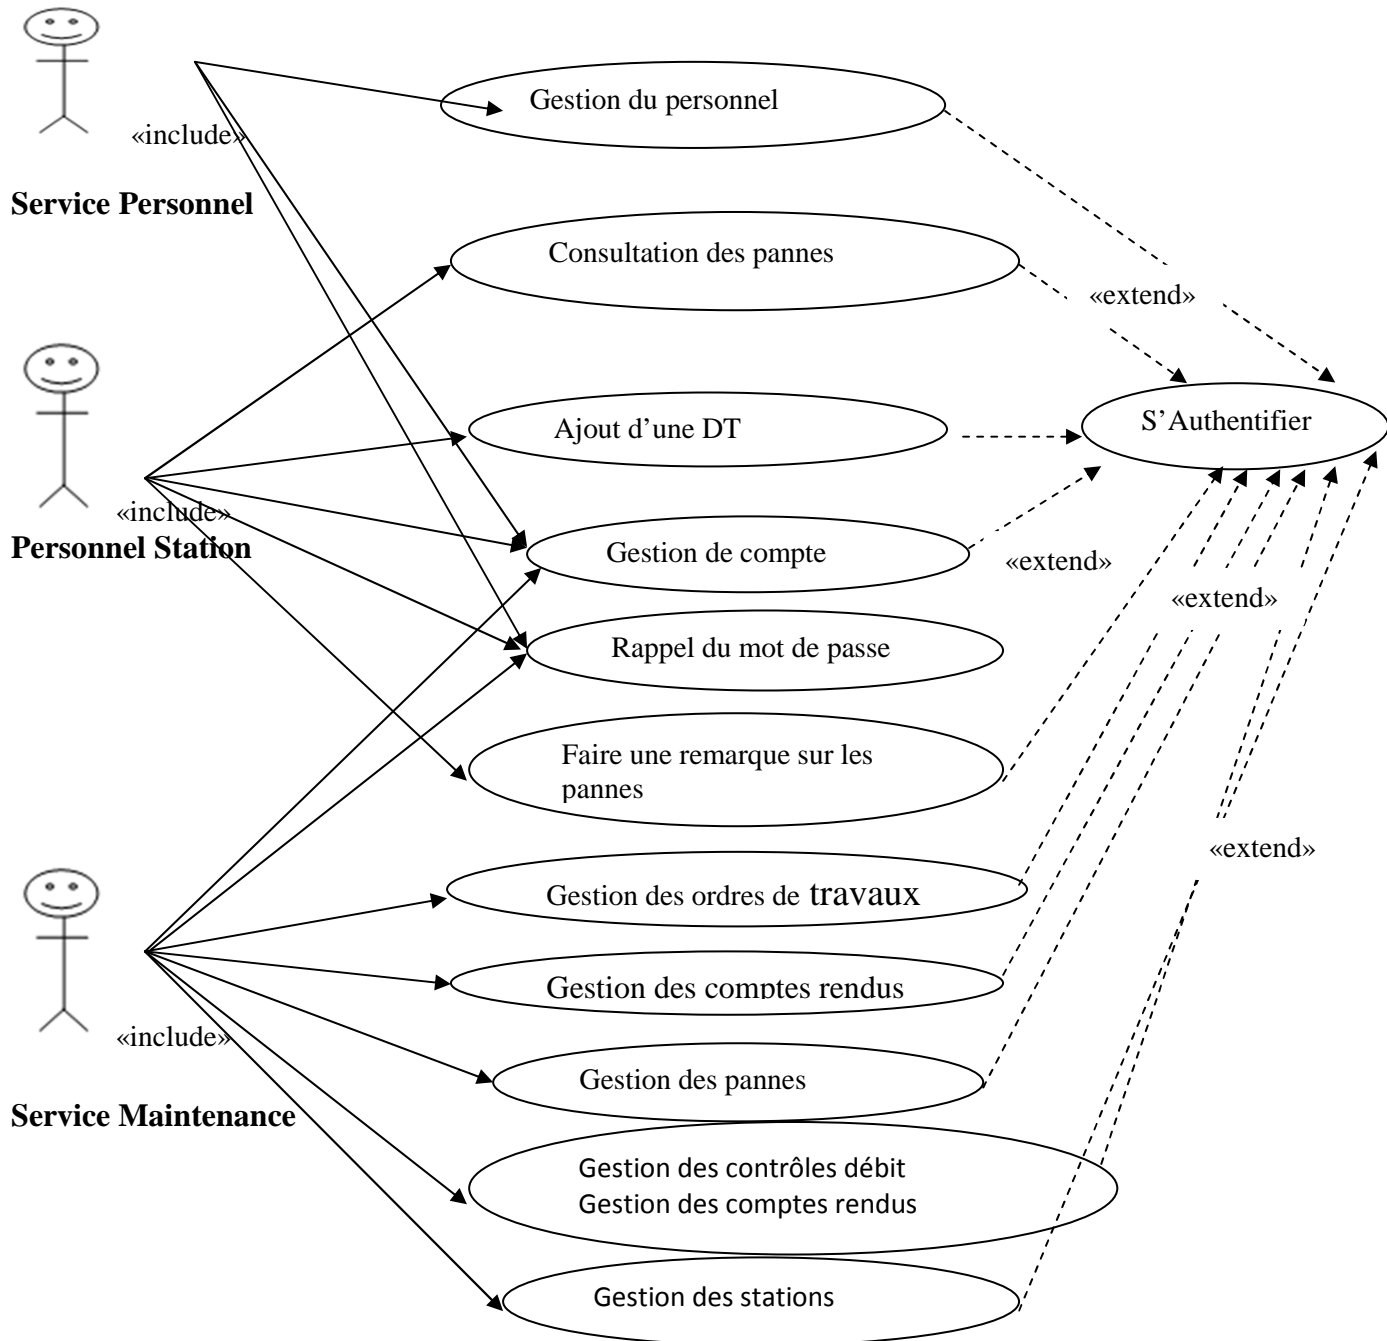 Gestion du personnel
«include»
Service Personnel
Consultation des pannes
«extend»
S’Authentifier
Ajout d’une DT
«include»
Personnel Station
Gestion de compte
«extend»
«extend»
Rappel du mot de passe
Faire une remarque sur les
pannes
«extend»
Gestion des ordres de travaux
Gestion des comptes rendus
«include»
Gestion des pannes
Service Maintenance
Gestion des contrôles débit
Gestion des comptes rendus
Gestion des stations